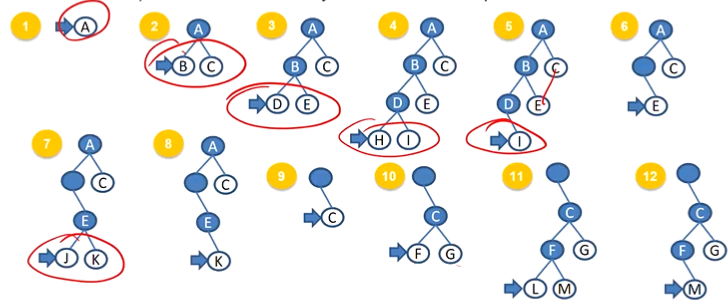 1 A
2 A
B C
3 A
B C
D E
4 A
B C
D E
H I
5 A
B C
D E
I
6 A
C
E
7 A
C
E
J K
8 A
C
E
K
9
C
10
C
F G
11
C
F G
L M
12
C
F G
M